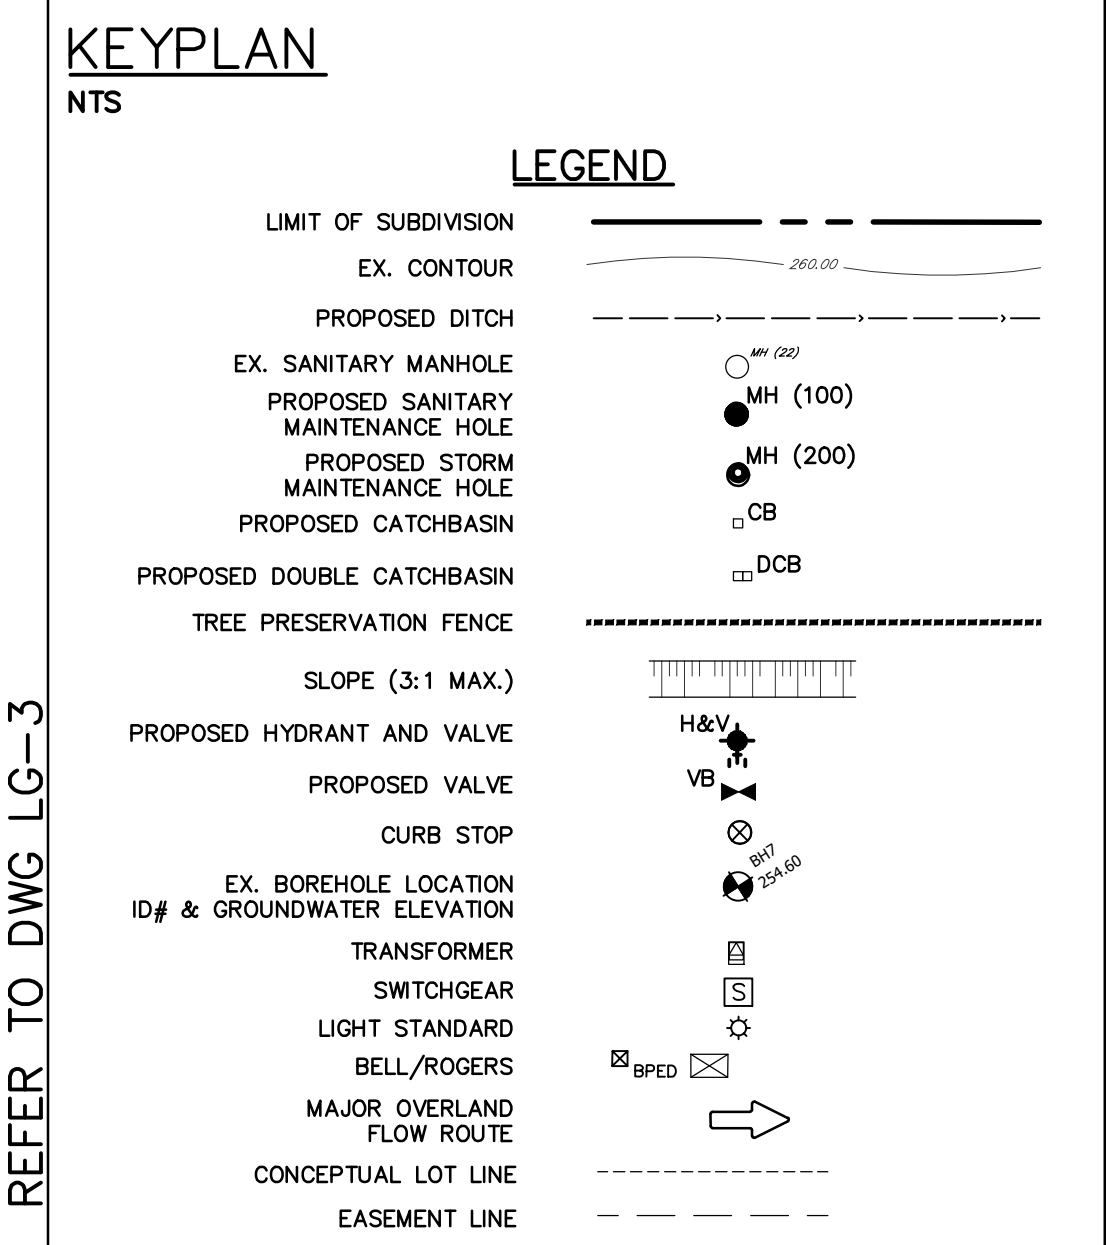 KEYPLAN
NTS
LEGEND
LIMIT OF SUBDIVISION
EX. CONTOUR
260.00
PROPOSED DITCH
EX. SANITARY MANHOLE
MH (22)
PROPOSED SANITARY
MAINTENANCE HOLE
MH (100)
PROPOSED STORM
MAINTENANCE HOLE
MH (200)
PROPOSED CATCHBASIN
CB
PROPOSED DOUBLE CATCHBASIN
DCB
TREE PRESERVATION FENCE
SLOPE (3:1 MAX.)
PROPOSED HYDRANT AND VALVE
H&V
PROPOSED VALVE
VB
CURB STOP
EX. BOREHOLE LOCATION
ID# & GROUNDWATER ELEVATION
BH7
254.60
TRANSFORMER
SWITCHGEAR
S
LIGHT STANDARD
BELL/ROGERS
BPED
MAJOR OVERLAND
FLOW ROUTE
CONCEPTUAL LOT LINE
EASEMENT LINE
REFER TO DWG LG-3